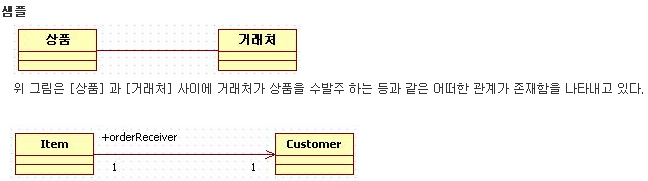 샘플
상품 거래처
위 그림은 [상품] 과 [거래처] 사이에 거래처가 상품을 수발주 하는 등과 같은 어떠한 관계가 존재함을 나타내고 있다.
+orderReceiver
Item Customer
1 1